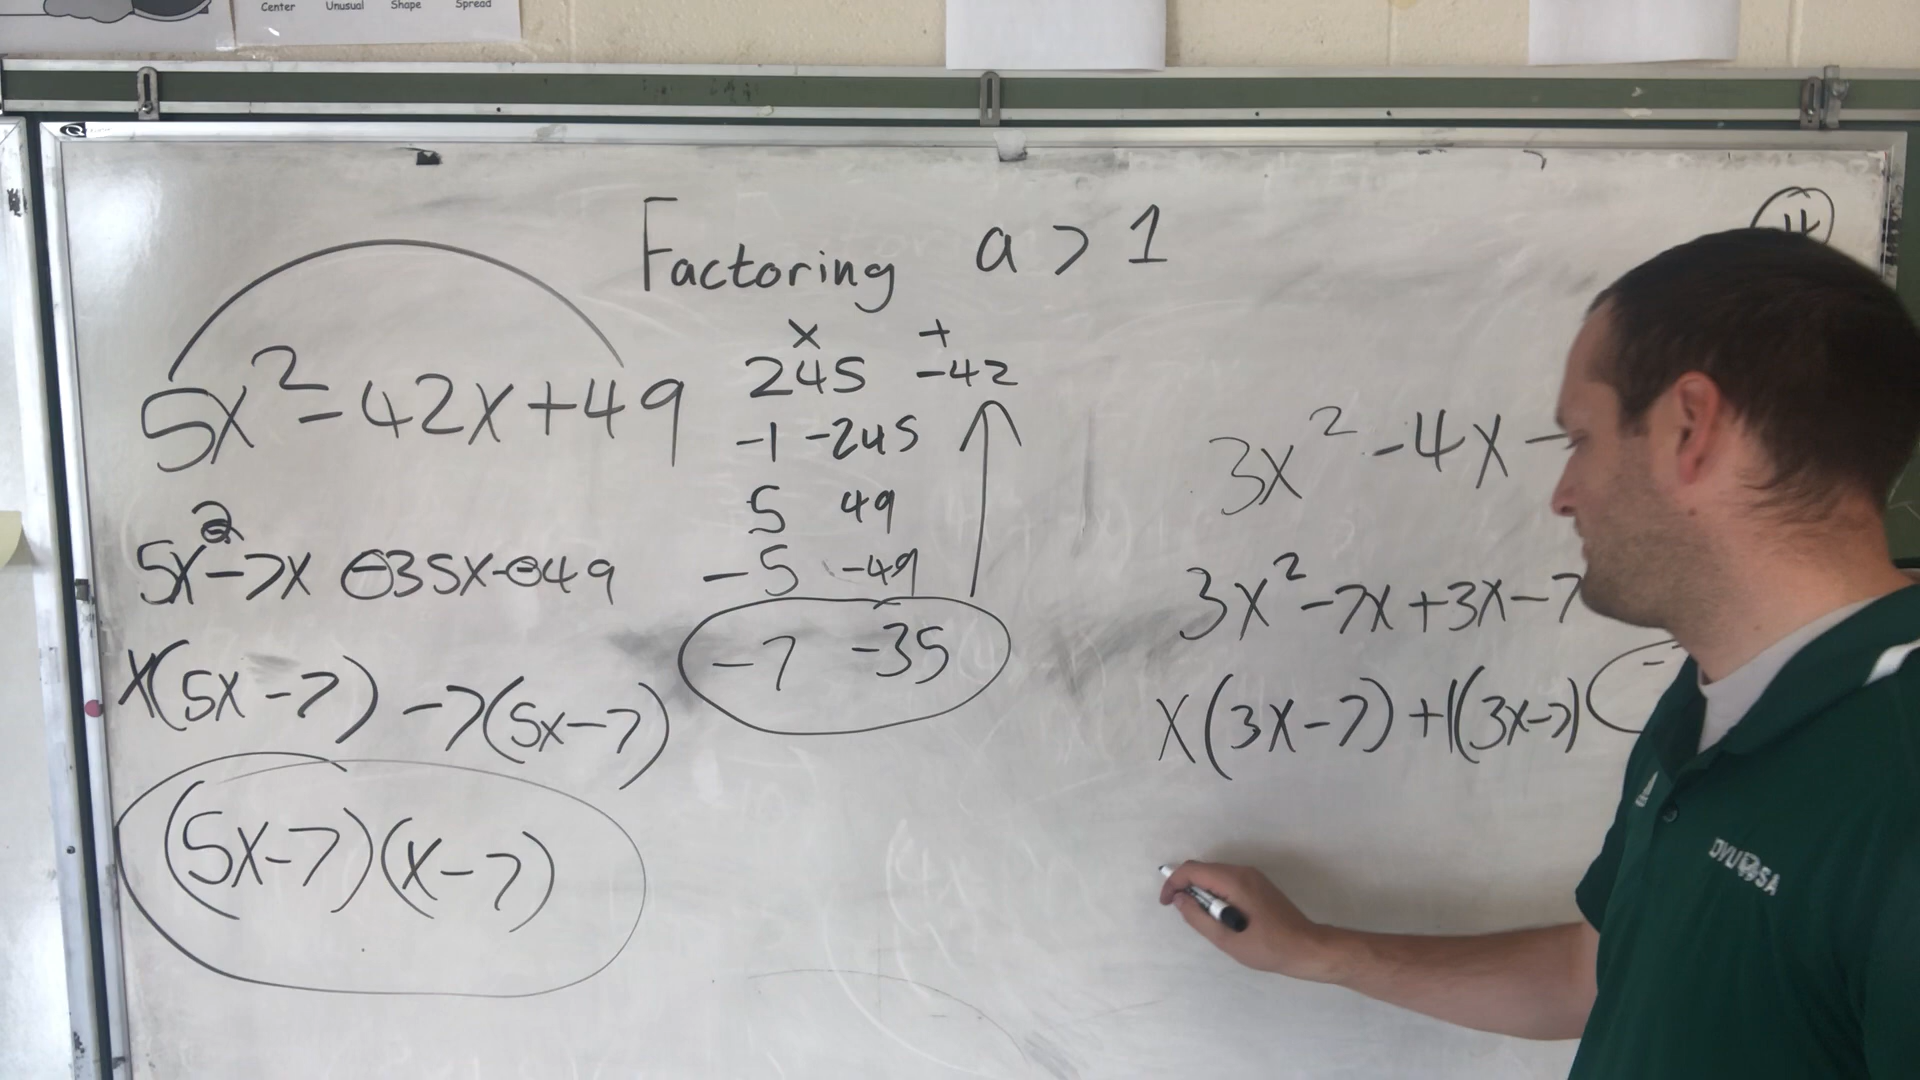 Center Unusual Shape Spread
Factoring a > 1
5x² - 42x + 49
5x² - 7x - 35x - 49
x(5x - 7) - 7(5x - 7)
(5x - 7)(x - 7)
x +
245 -42
-1 -245
5 49
-5 -49
-7 -35
3x² - 4x -
3x² - 7x + 3x - 7
x(3x - 7) + 1(3x - 7)